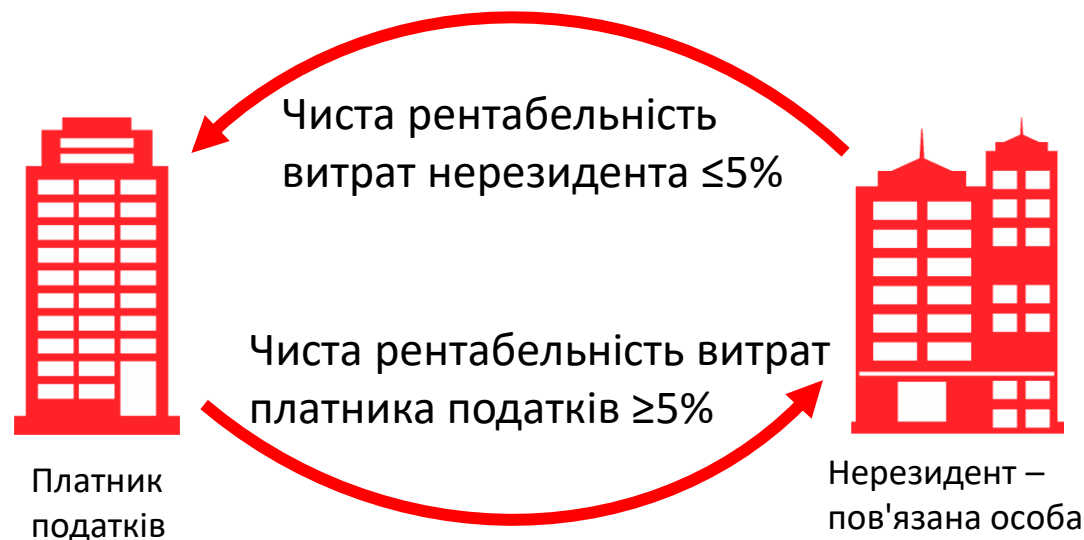 Чиста рентабельність
витрат нерезидента ≤5%
Чиста рентабельність витрат
платника податків ≥5%
Платник
податків
Нерезидент –
пов'язана особа